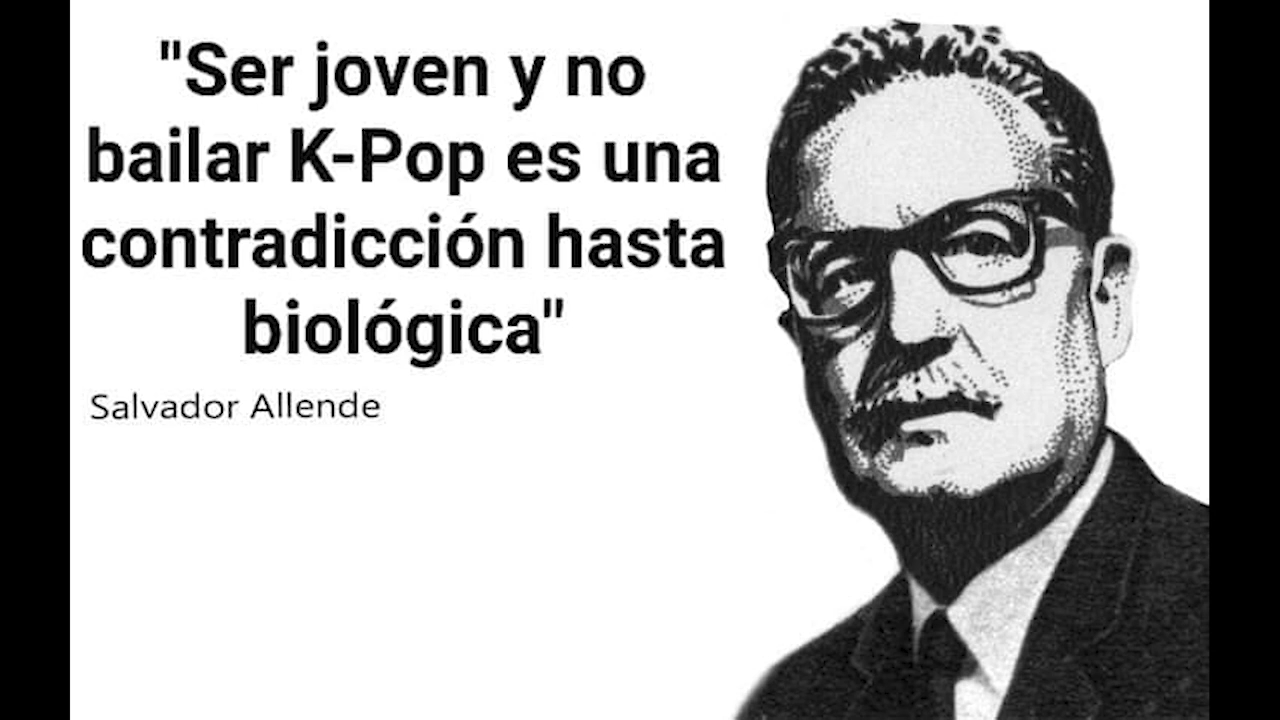 "Ser joven y no
bailar K-Pop es una
contradicción hasta
biológica"
Salvador Allende